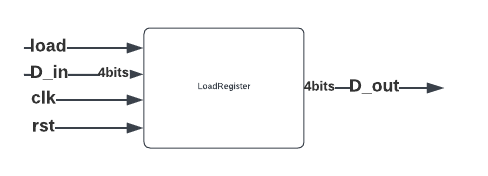 load
D_in 4bits
clk
rst
LoadRegister
4bits D_out